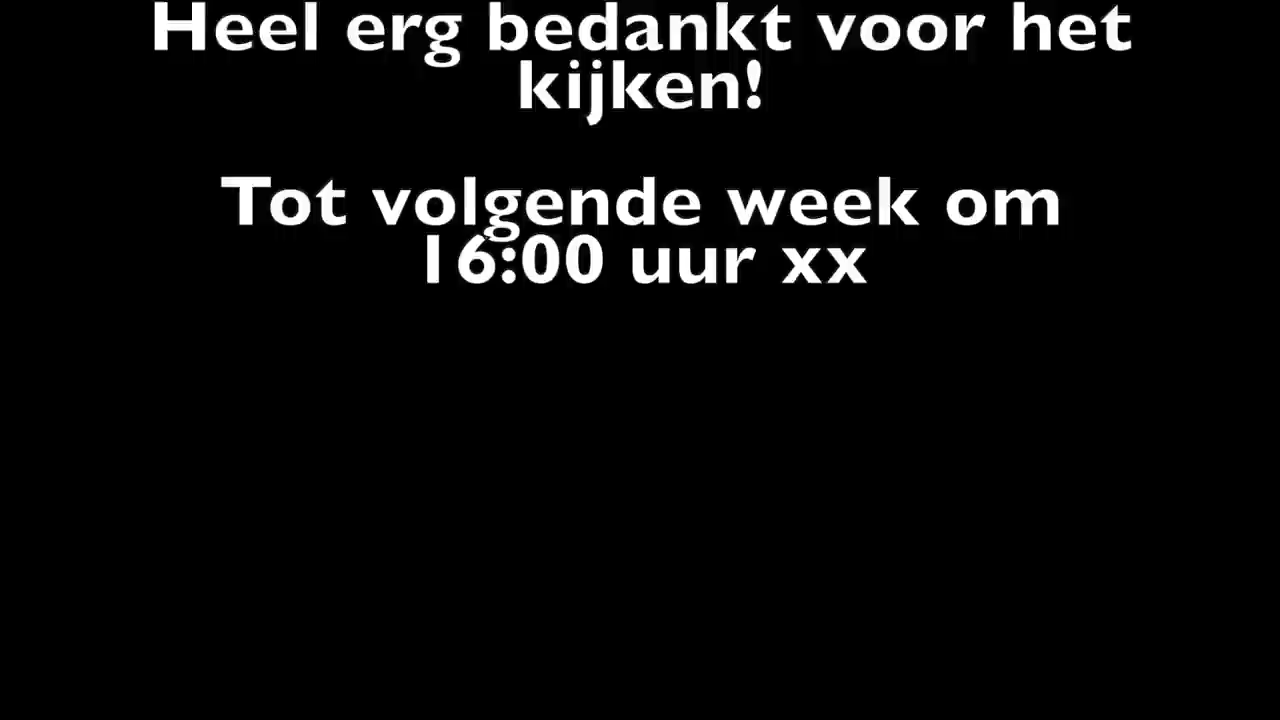 Heel erg bedankt voor het
kijken!
Tot volgende week om
16:00 uur xx